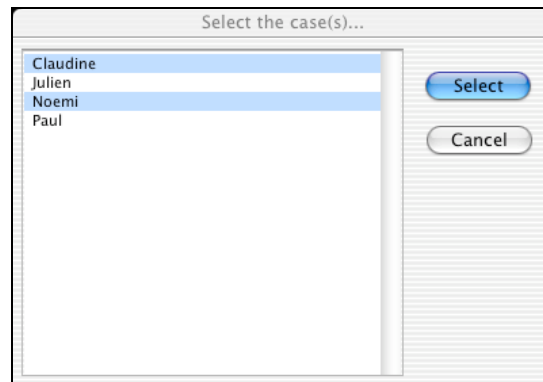 Select the case(s)...
Claudine
Julien
Noemi
Paul
Select
Cancel